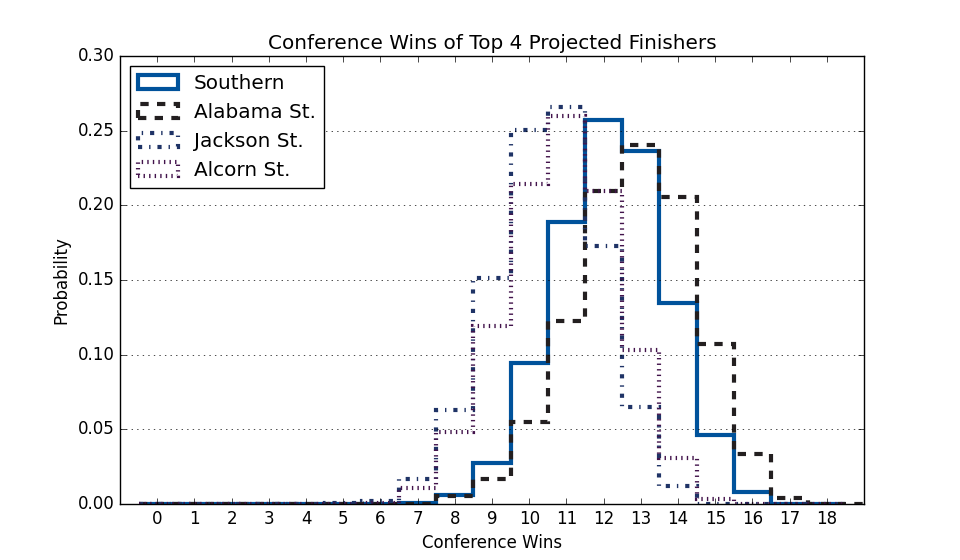 Conference Wins of Top 4 Projected Finishers
0.30
Southern
Alabama St.
Jackson St.
Alcorn St.
0.25
0.20
0.15
0.10
0.05
0.00
Probability
0 1 2 3 4 5 6 7 8 9 10 11 12 13 14 15 16 17 18
Conference Wins